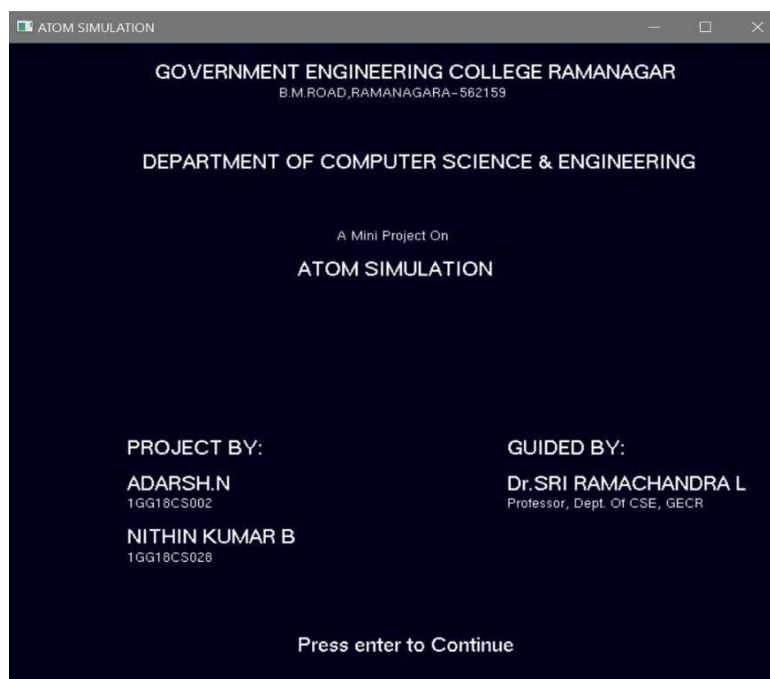 ATOM SIMULATION
GOVERNMENT ENGINEERING COLLEGE RAMANAGAR
B.M.ROAD,RAMANAGARA-562159
DEPARTMENT OF COMPUTER SCIENCE & ENGINEERING
A Mini Project On
ATOM SIMULATION
PROJECT BY:
ADARSH.N
1GG18CS002
NITHIN KUMAR B
1GG18CS028
GUIDED BY:
Dr.SRI RAMACHANDRA L
Professor, Dept. Of CSE, GECR
Press enter to Continue